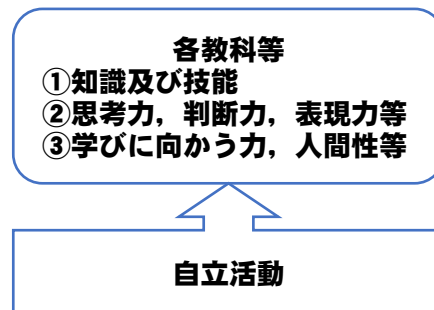 各教科等
①知識及び技能
②思考力，判断力，表現力等
③学びに向かう力，人間性等
自立活動